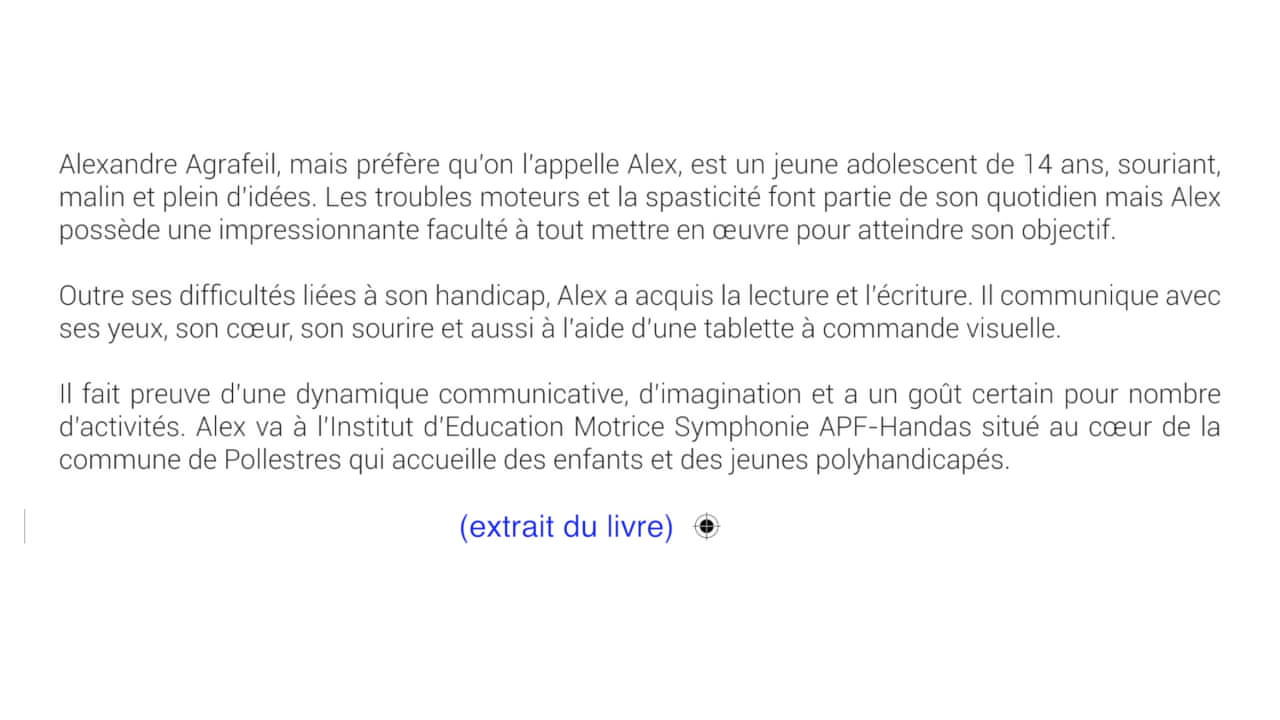 Alexandre Agrafeil, mais préfère qu'on l'appelle Alex, est un jeune adolescent de 14 ans, souriant,
malin et plein d'idées. Les troubles moteurs et la spasticité font partie de son quotidien mais Alex
possède une impressionnante faculté à tout mettre en œuvre pour atteindre son objectif.
Outre ses difficultés liées à son handicap, Alex a acquis la lecture et l'écriture. Il communique avec
ses yeux, son cœur, son sourire et aussi à l'aide d'une tablette à commande visuelle.
Il fait preuve d'une dynamique communicative, d'imagination et a un goût certain pour nombre
d'activités. Alex va à l'Institut d'Education Motrice Symphonie APF-Handas situé au cœur de la
commune de Pollestres qui accueille des enfants et des jeunes polyhandicapés.
(extrait du livre)